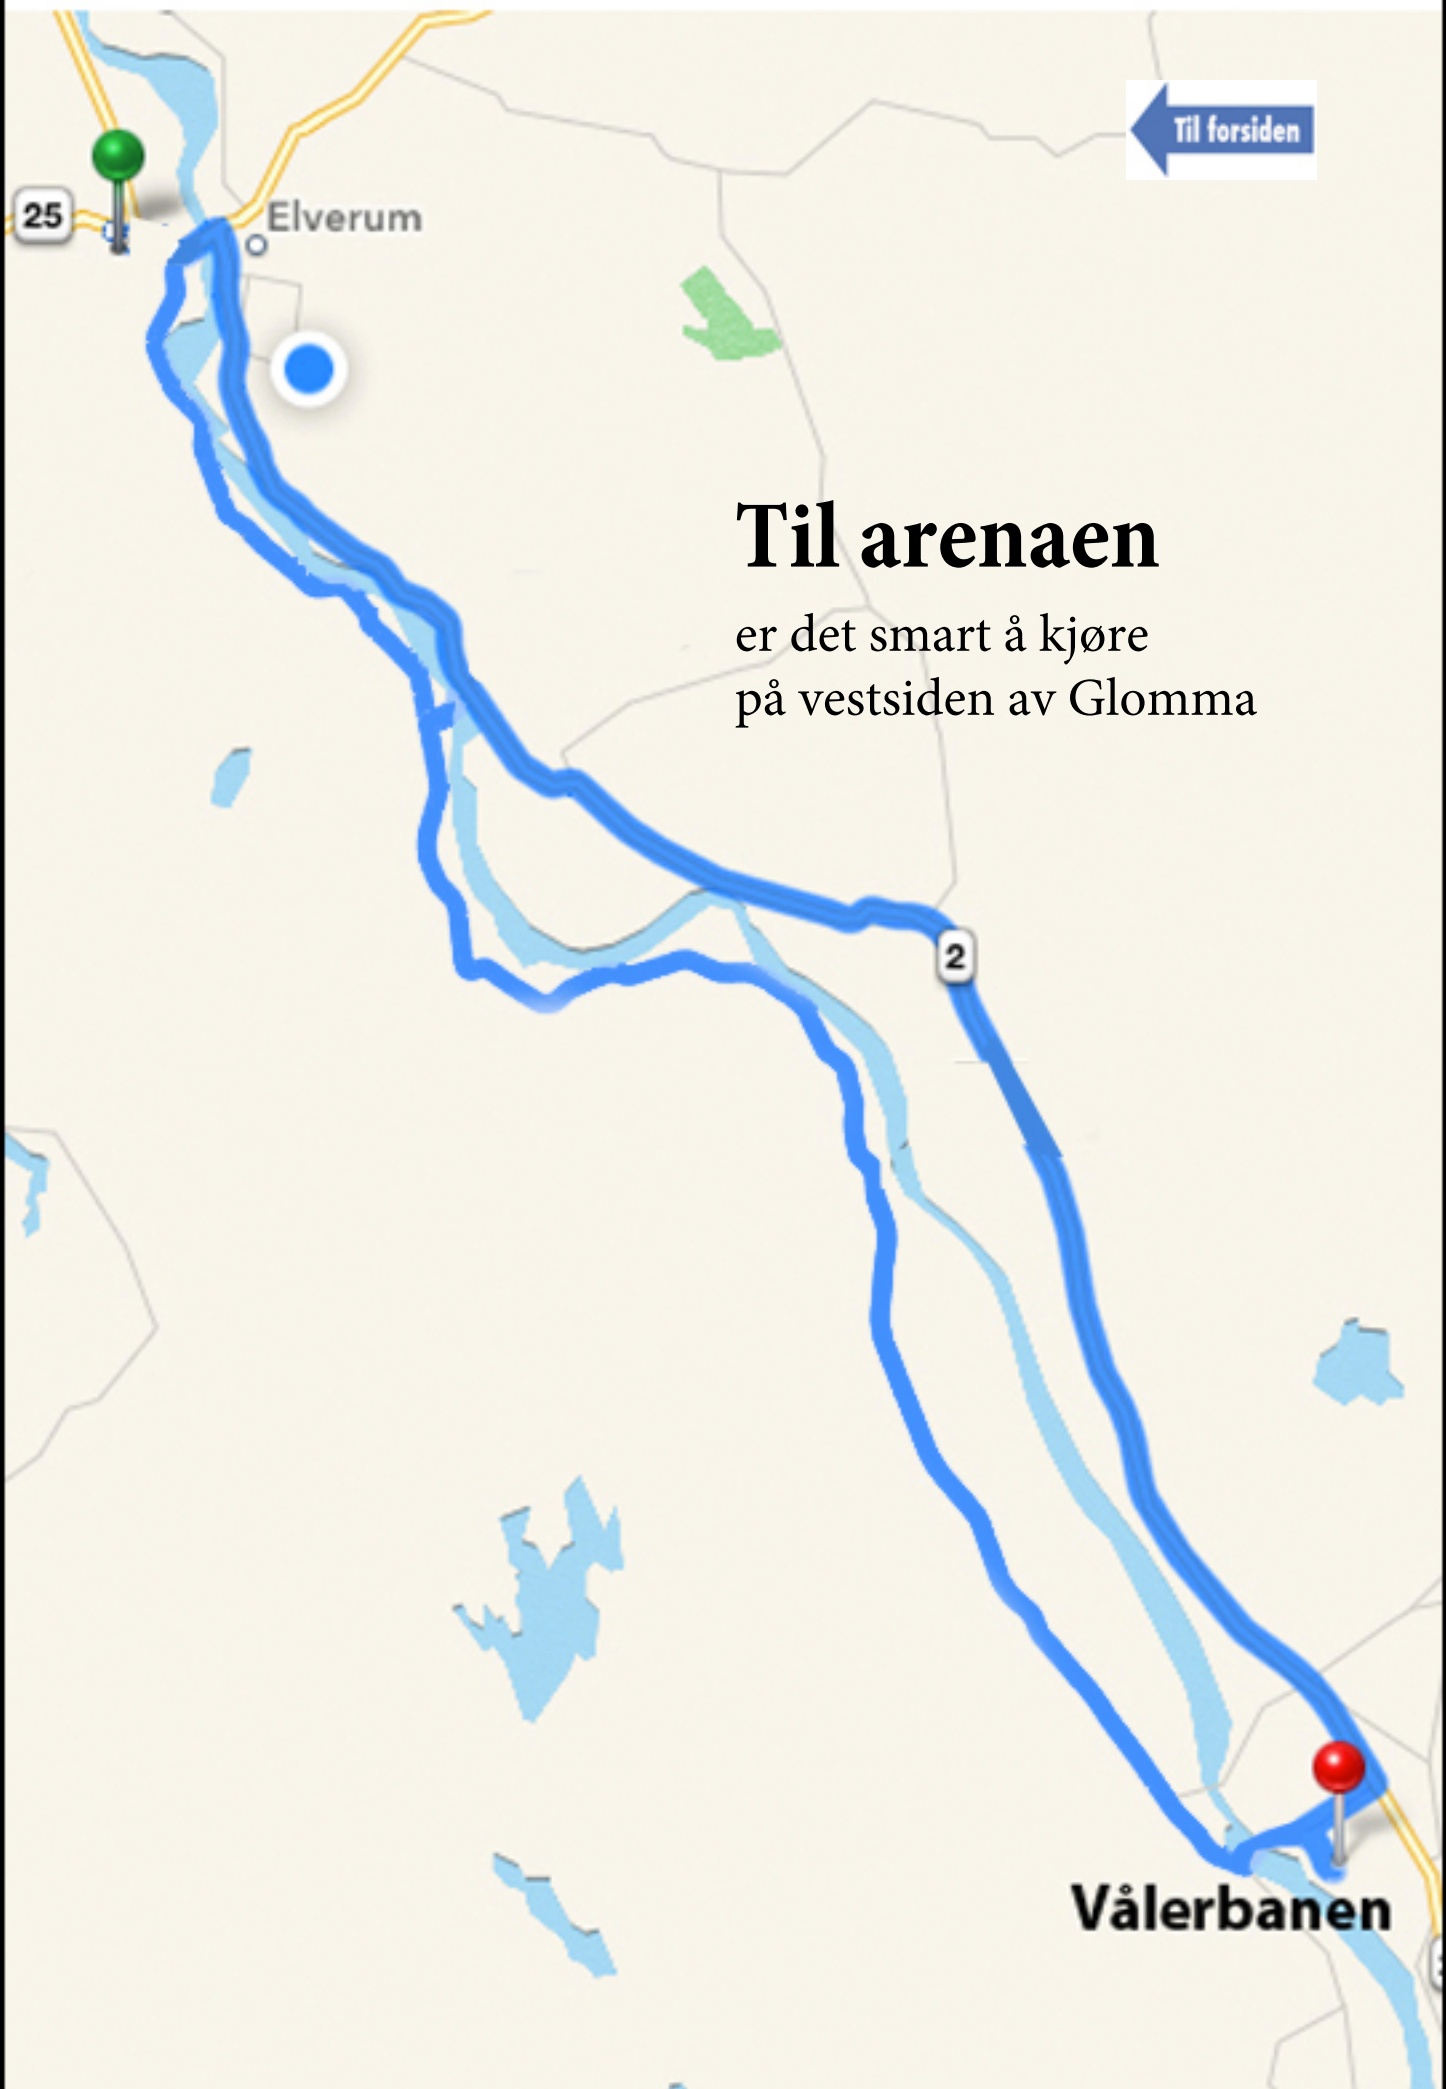 Til forsiden
25
Elverum
Til arenaen
er det smart å kjøre
på vestsiden av Glomma
2
Vålerbanen